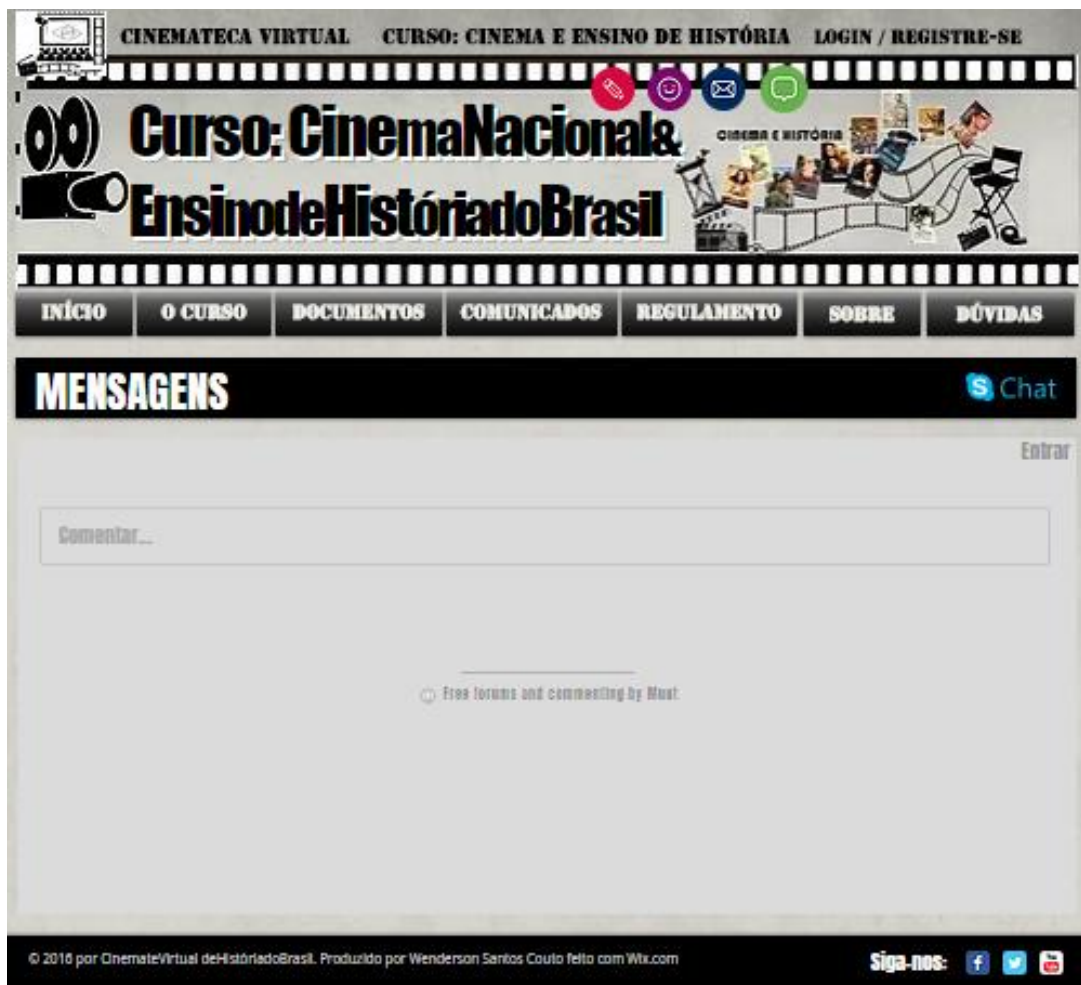 CINEMATECA VIRTUAL CURSO: CINEMA E ENSINO DE HISTÓRIA LOGIN / REGISTRE-SE
Curso: CinemaNacional&
CINEMA E HISTÓRIA
EnsinodeHistóriadoBrasil
INÍCIO O CURSO DOCUMENTOS COMUNICADOS REGULAMENTO SOBRE DÚVIDAS
MENSAGENS
S Chat
Entrar
Comentar...
Free forums and commenting by Muut
© 2016 por CinemateVirtual deHistóriadoBrasil. Produzido por Wenderson Santos Couto feito com Wix.com
Siga-nos: